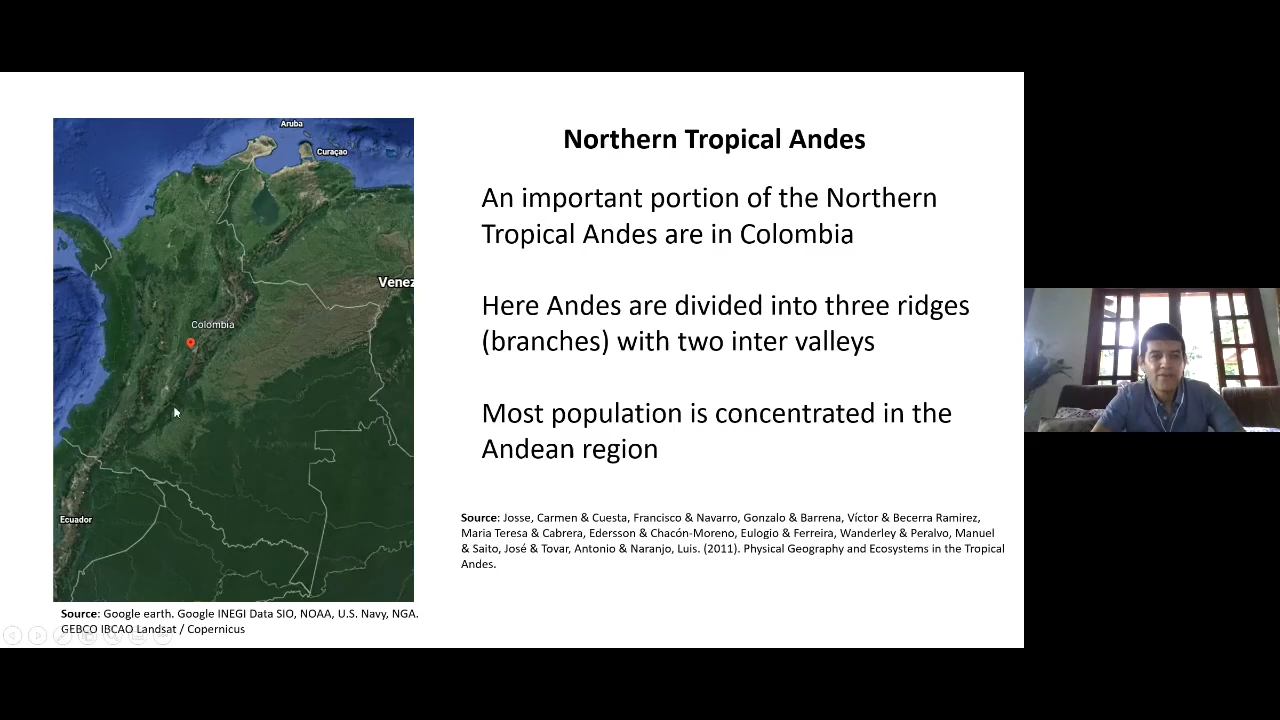 Aruba
Curaçao
Venez
Colombia
Ecuador
Source: Google earth. Google INEGI Data SIO, NOAA, U.S. Navy, NGA.
GEBCO IBCAO Landsat / Copernicus
Northern Tropical Andes
An important portion of the Northern
Tropical Andes are in Colombia
Here Andes are divided into three ridges
(branches) with two inter valleys
Most population is concentrated in the
Andean region
Source: Josse, Carmen & Cuesta, Francisco & Navarro, Gonzalo & Barrena, Víctor & Becerra Ramirez,
Maria Teresa & Cabrera, Edersson & Chacón-Moreno, Eulogio & Ferreira, Wanderley & Peralvo, Manuel
& Saito, José & Tovar, Antonio & Naranjo, Luis. (2011). Physical Geography and Ecosystems in the Tropical
Andes.